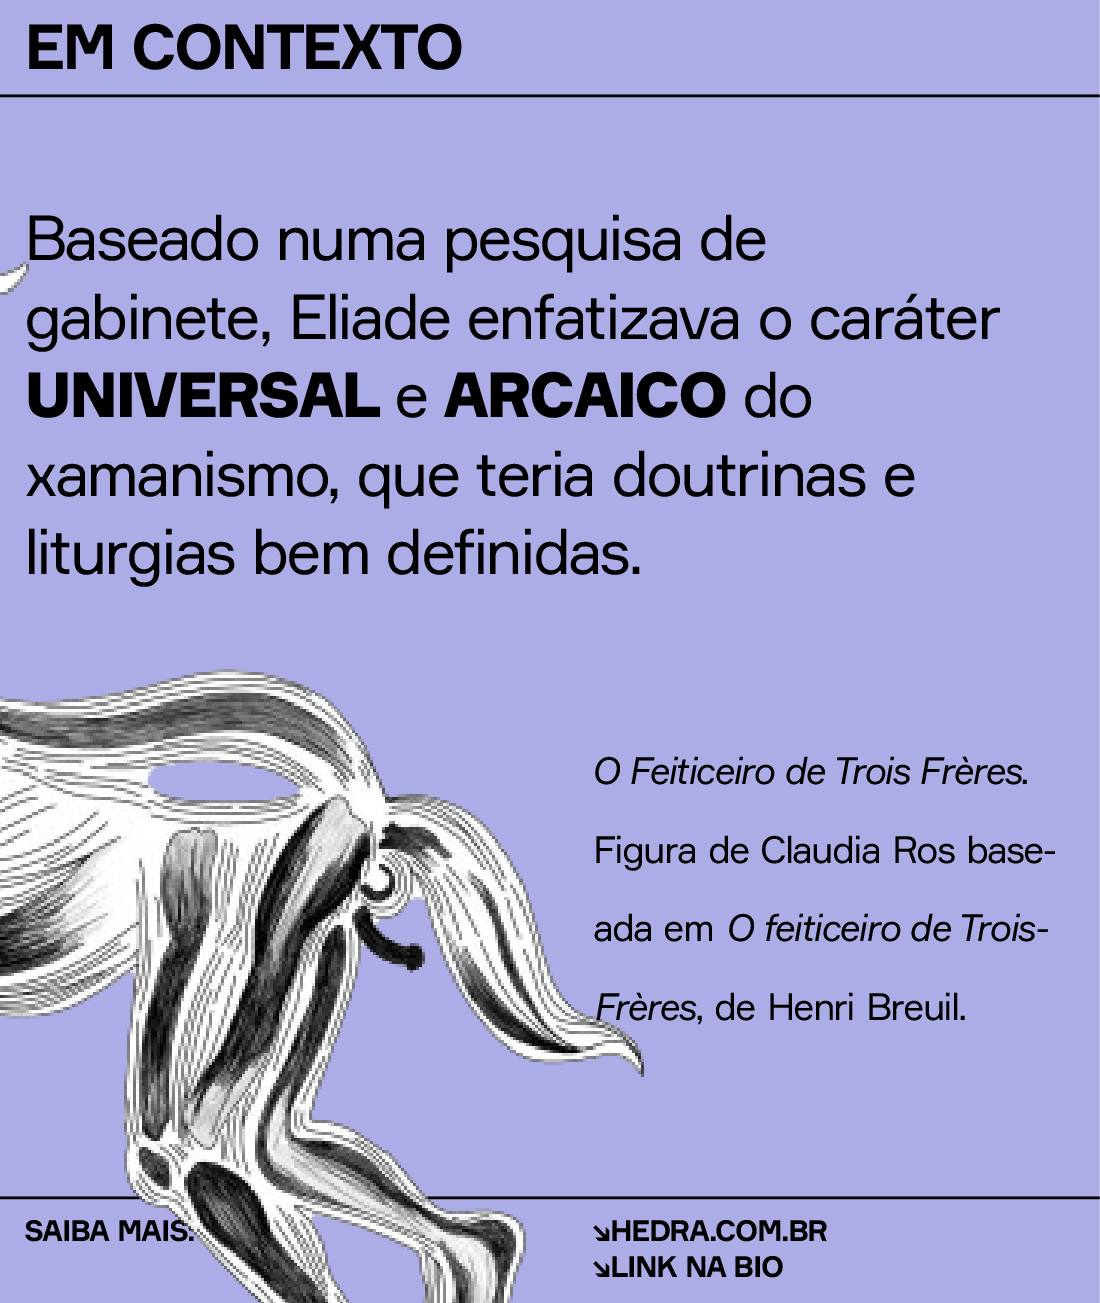 EM CONTEXTO
Baseado numa pesquisa de
gabinete, Eliade enfatizava o caráter
UNIVERSAL e ARCAICO do
xamanismo, que teria doutrinas e
liturgias bem definidas.
O Feiticeiro de Trois Frères.
Figura de Claudia Ros base-
ada em O feiticeiro de Trois-
Frères, de Henri Breuil.
SAIBA MAIS:
↘HEDRA.COM.BR
↘LINK NA BIO